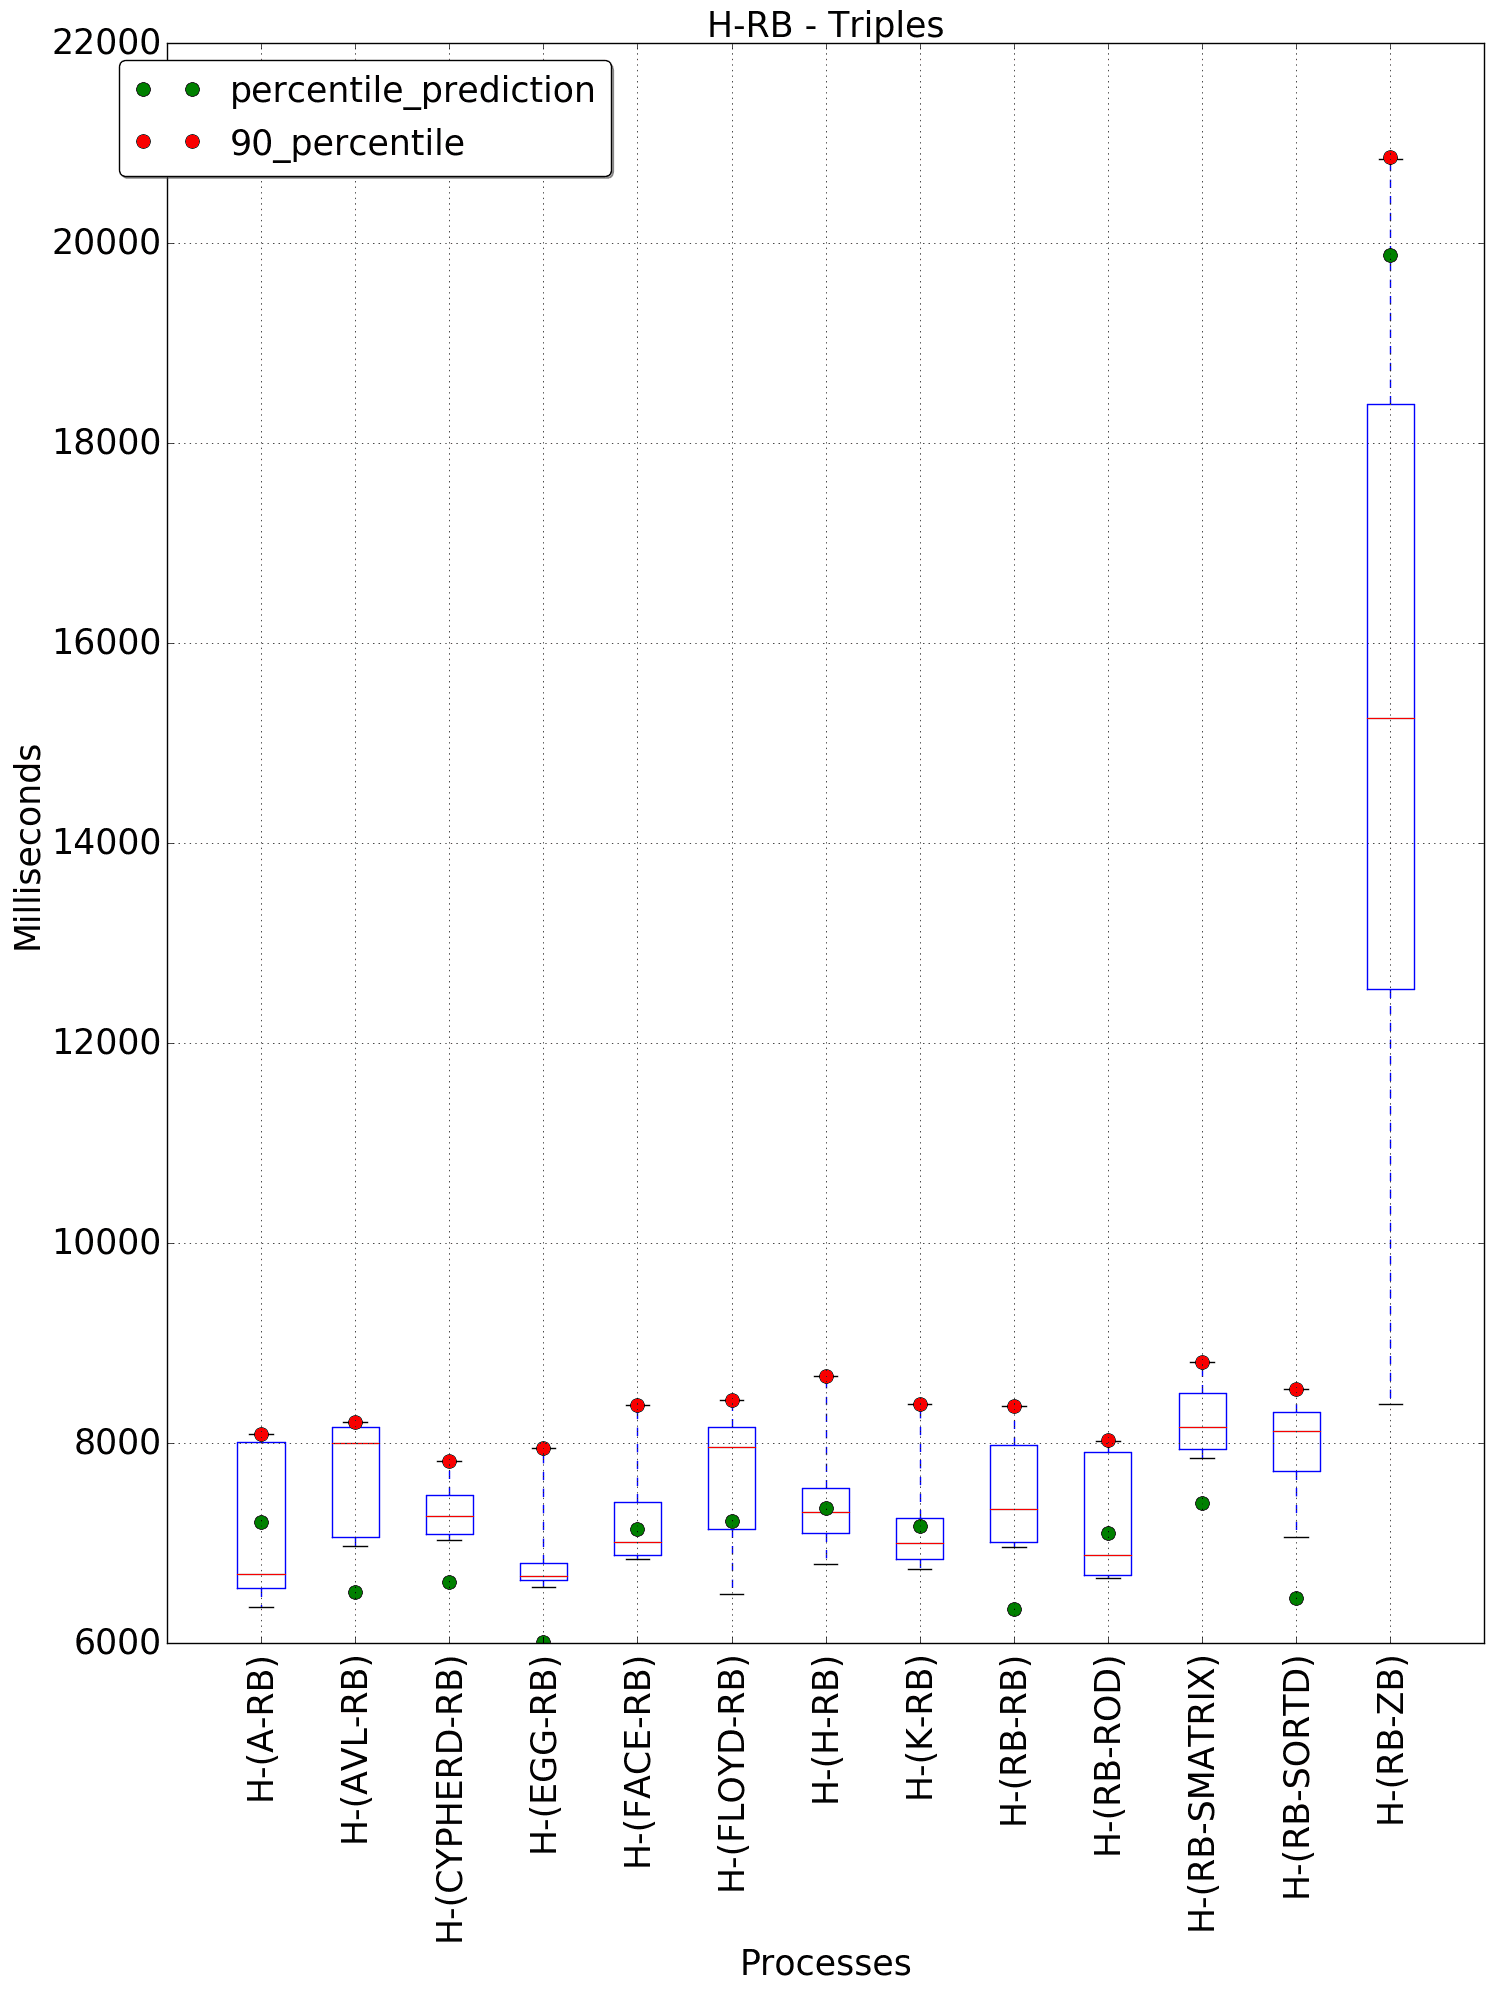 H-RB - Triples
percentile_prediction
90_percentile
22000
20000
18000
16000
14000
12000
10000
8000
6000
Milliseconds
H-(A-RB)
H-(AVL-RB)
H-(CYPHERD-RB)
H-(EGG-RB)
H-(FACE-RB)
H-(FLOYD-RB)
H-(H-RB)
H-(K-RB)
H-(RB-RB)
H-(RB-ROD)
H-(RB-SMATRIX)
H-(RB-SORTD)
H-(RB-ZB)
Processes